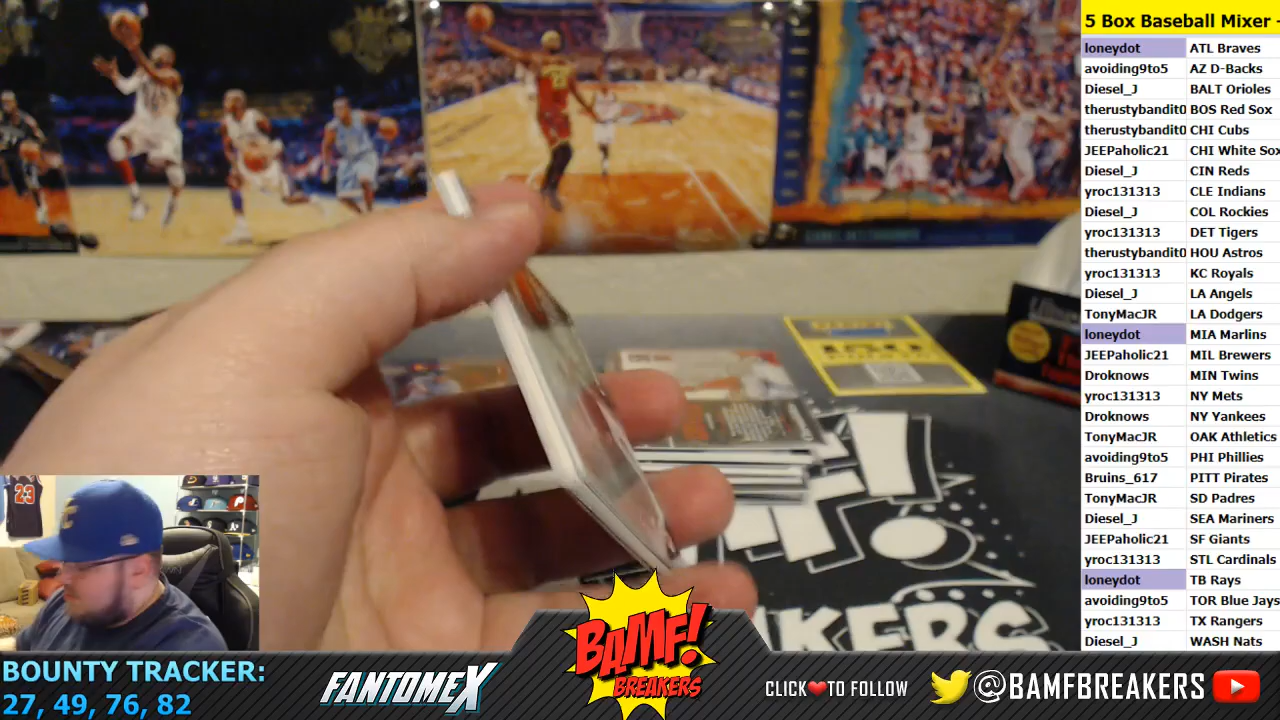 5 Box Baseball Mixer -
loneydot ATL Braves
avoiding9to5 AZ D-Backs
Diesel_J BALT Orioles
therustybandit0 BOS Red Sox
therustybandit0 CHI Cubs
JEEPaholic21 CHI White Sox
Diesel_J CIN Reds
yroc131313 CLE Indians
Diesel_J COL Rockies
yroc131313 DET Tigers
therustybandit0 HOU Astros
yroc131313 KC Royals
Diesel_J LA Angels
TonyMacJR LA Dodgers
loneydot MIA Marlins
JEEPaholic21 MIL Brewers
Droknows MIN Twins
yroc131313 NY Mets
Droknows NY Yankees
TonyMacJR OAK Athletics
avoiding9to5 PHI Phillies
Bruins_617 PITT Pirates
TonyMacJR SD Padres
Diesel_J SEA Mariners
JEEPaholic21 SF Giants
yroc131313 STL Cardinals
loneydot TB Rays
avoiding9to5 TOR Blue Jays
yroc131313 TX Rangers
Diesel_J WASH Nats
23
BOUNTY TRACKER:
27, 49, 76, 82
FANTOMEX
BAMF!
BREAKERS
CLICK TO FOLLOW
@BAMFBREAKERS